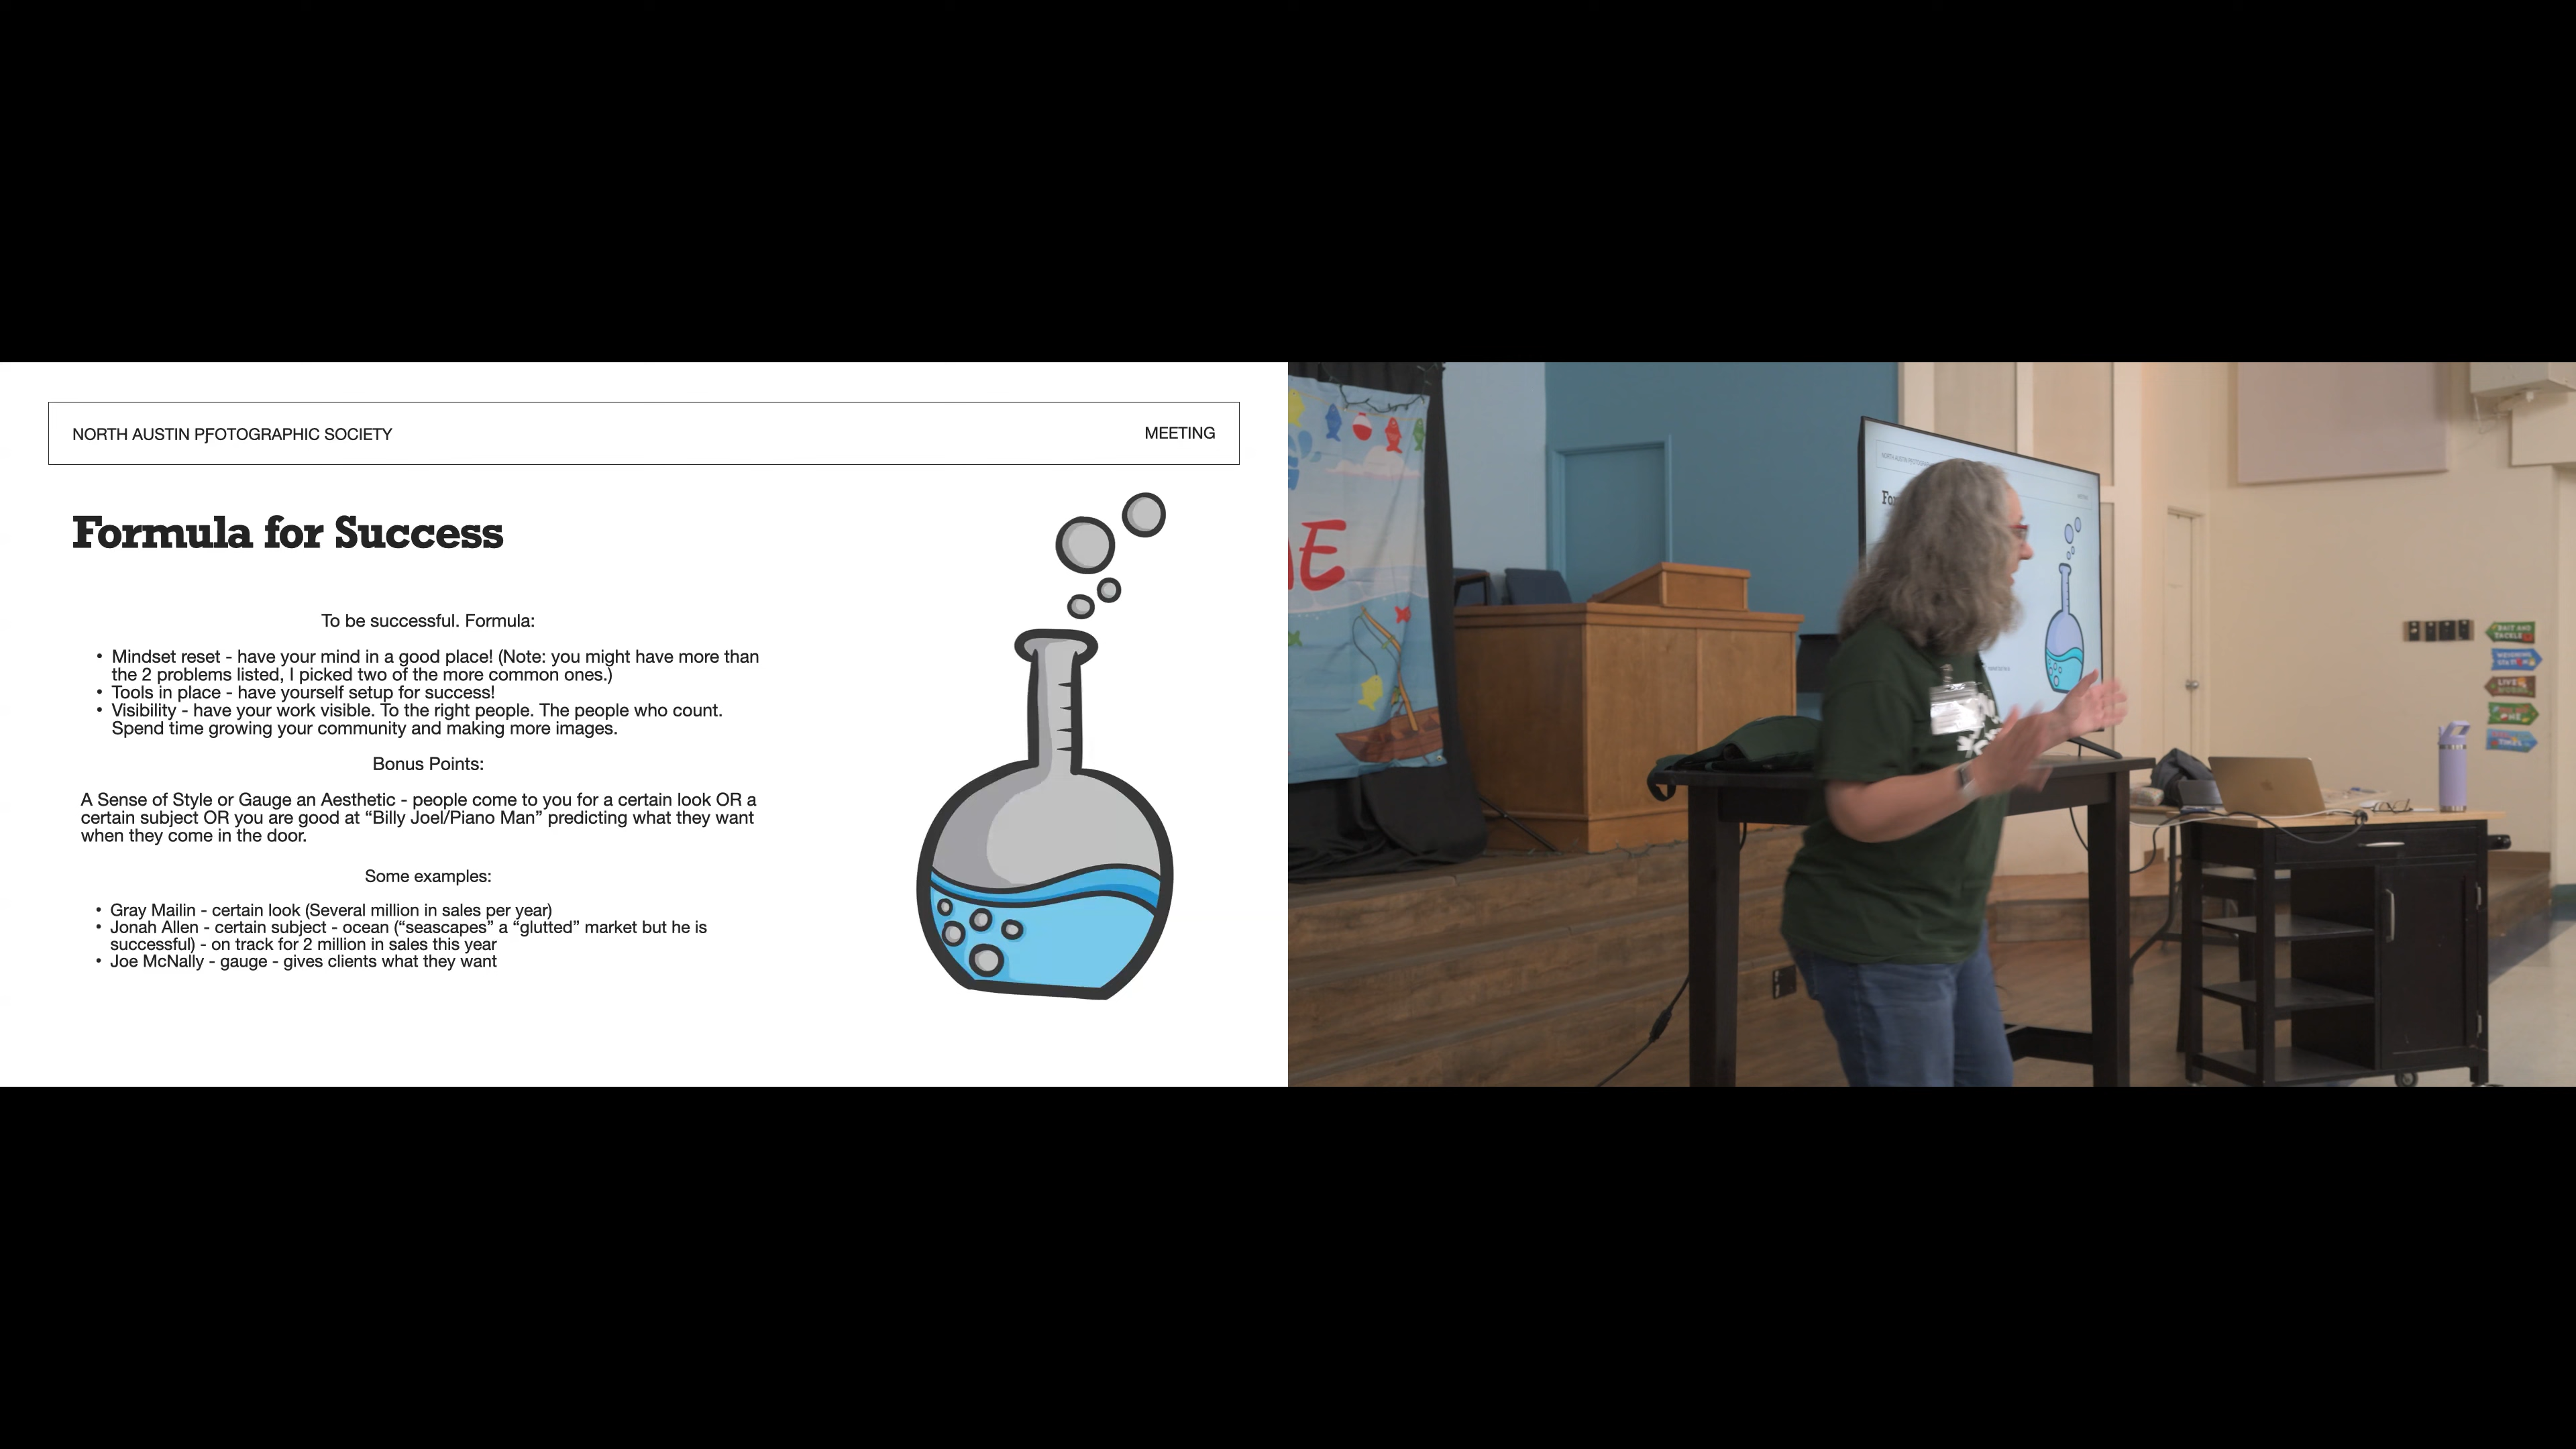 NORTH AUSTIN PFOTOGRAPHIC SOCIETY
MEETING
Formula for Success
To be successful. Formula:
• Mindset reset - have your mind in a good place! (Note: you might have more than
the 2 problems listed, I picked two of the more common ones.)
• Tools in place - have yourself setup for success!
• Visibility - have your work visible. To the right people. The people who count.
Spend time growing your community and making more images.
Bonus Points:
A Sense of Style or Gauge an Aesthetic - people come to you for a certain look OR a
certain subject OR you are good at “Billy Joel/Piano Man” predicting what they want
when they come in the door.
Some examples:
• Gray Mailin - certain look (Several million in sales per year)
• Jonah Allen - certain subject - ocean (“seascapes” a “glutted” market but he is
successful) - on track for 2 million in sales this year
• Joe McNally - gauge - gives clients what they want
E
BAIT AND
TACKLE
WEIGHING
STATION
LIVE